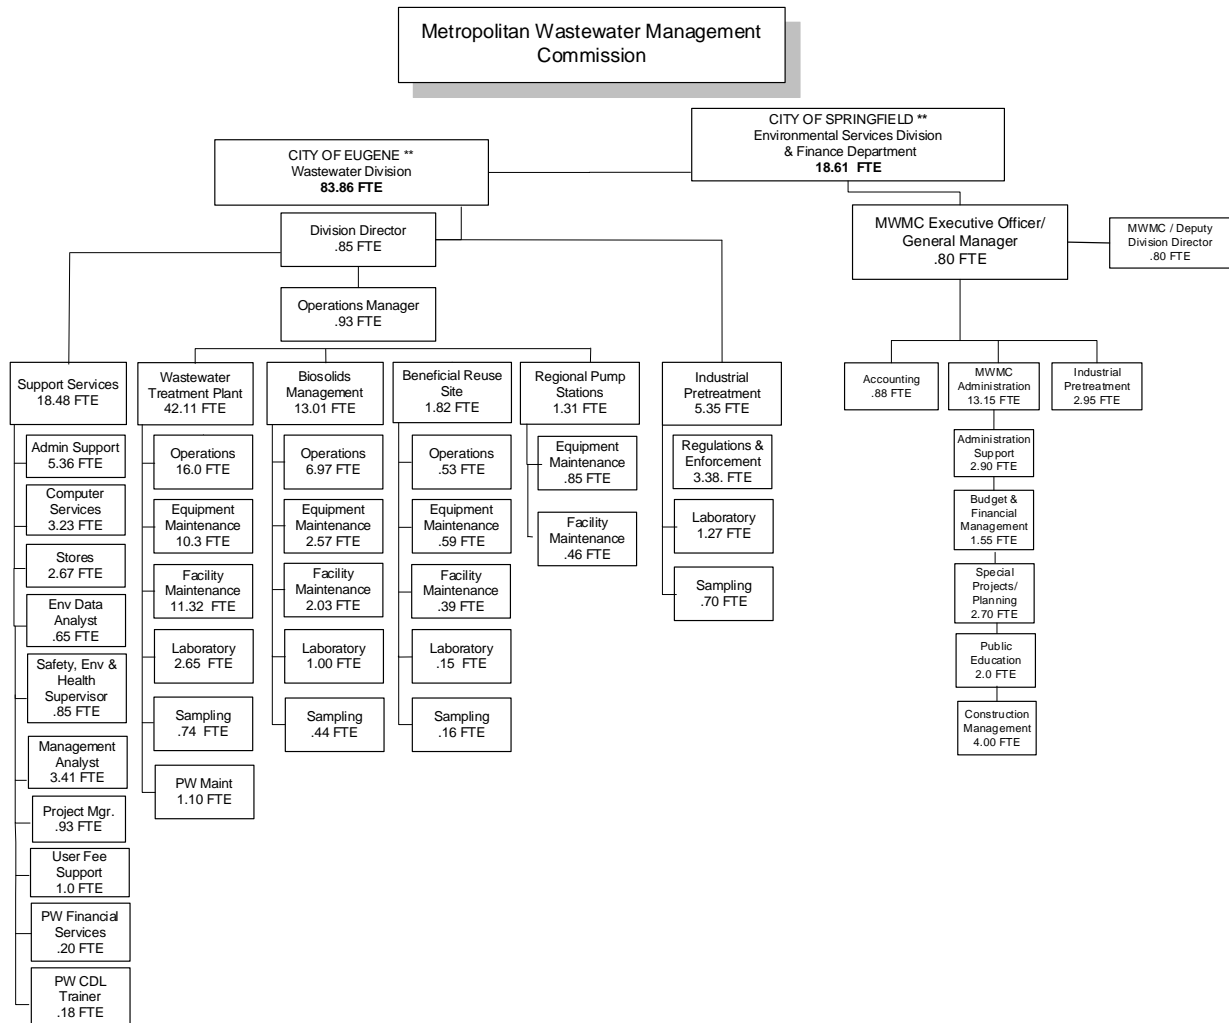 Metropolitan Wastewater Management
Commission
CITY OF SPRINGFIELD **
Environmental Services Division
& Finance Department
18.61 FTE
CITY OF EUGENE **
Wastewater Division
83.86 FTE
Division Director
.85 FTE
MWMC Executive Officer/
General Manager
.80 FTE
MWMC / Deputy
Division Director
.80 FTE
Operations Manager
.93 FTE
Support Services
18.48 FTE
Wastewater
Treatment Plant
42.11 FTE
Biosolids
Management
13.01 FTE
Beneficial Reuse
Site
1.82 FTE
Regional Pump
Stations
1.31 FTE
Industrial
Pretreatment
5.35 FTE
Accounting
.88 FTE
MWMC
Administration
13.15 FTE
Industrial
Pretreatment
2.95 FTE
Admin Support
5.36 FTE
Computer
Services
3.23 FTE
Stores
2.67 FTE
Env Data
Analyst
.65 FTE
Safety, Env &
Health
Supervisor
.85 FTE
Management
Analyst
3.41 FTE
Project Mgr.
.93 FTE
User Fee
Support
1.0 FTE
PW Financial
Services
.20 FTE
PW CDL
Trainer
.18 FTE
Operations
16.0 FTE
Equipment
Maintenance
10.3 FTE
Facility
Maintenance
11.32 FTE
Laboratory
2.65 FTE
Sampling
.74 FTE
PW Maint
1.10 FTE
Operations
6.97 FTE
Equipment
Maintenance
2.57 FTE
Facility
Maintenance
2.03 FTE
Laboratory
1.00 FTE
Sampling
.44 FTE
Operations
.53 FTE
Equipment
Maintenance
.59 FTE
Facility
Maintenance
.39 FTE
Laboratory
.15 FTE
Sampling
.16 FTE
Equipment
Maintenance
.85 FTE
Facility
Maintenance
.46 FTE
Regulations &
Enforcement
3.38. FTE
Laboratory
1.27 FTE
Sampling
.70 FTE
Administration
Support
2.90 FTE
Budget &
Financial
Management
1.55 FTE
Special
Projects/
Planning
2.70 FTE
Public
Education
2.0 FTE
Construction
Management
4.00 FTE